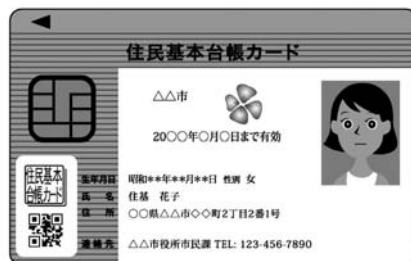 住民基本台帳カード
△△市
20○○年○月○日まで有効
住民基本
台帳カード
生年月日 昭和**年**月**日 性別 女
氏 名 住基 花子
住 所 ○○県△△市◇◇町2丁目2番1号
連絡先 △△市役所市民課 TEL: 123-456-7890